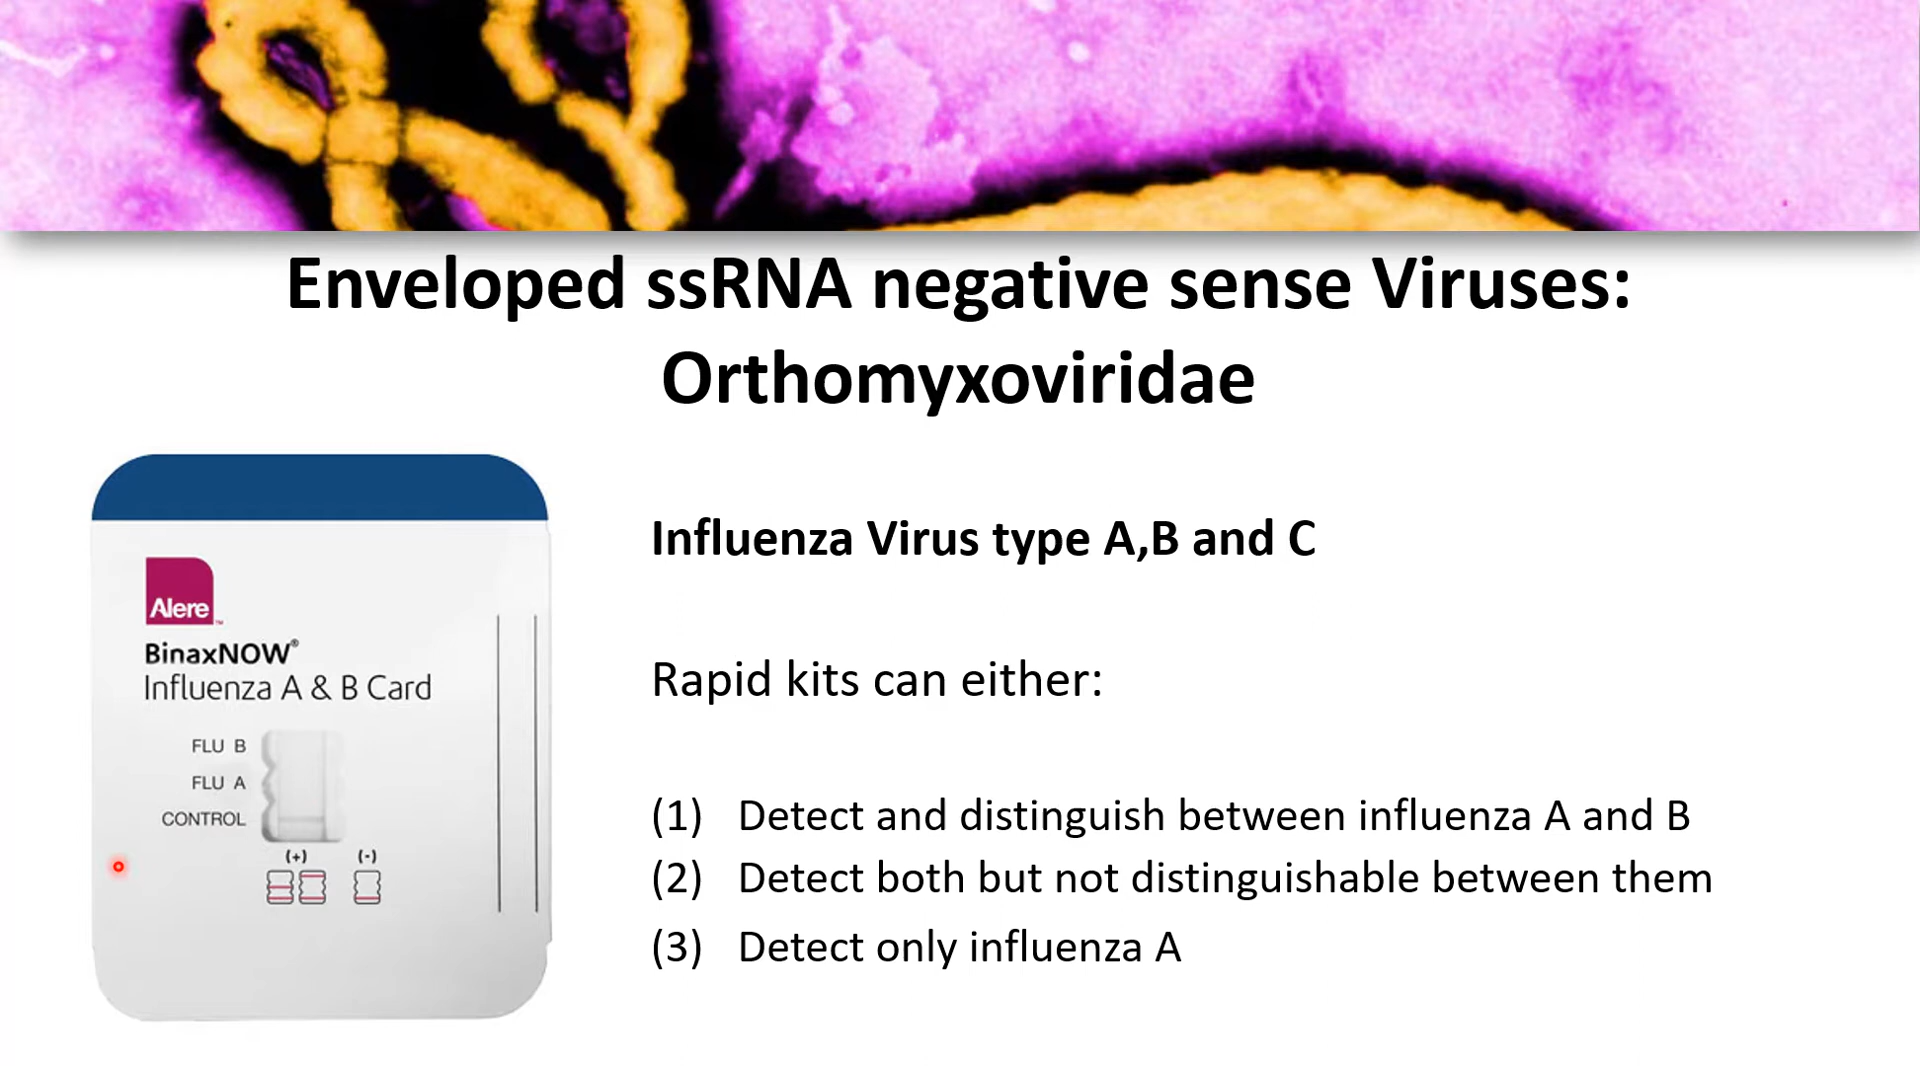 Enveloped ssRNA negative sense Viruses:
Orthomyxoviridae
Alere™
BinaxNOW®
Influenza A & B Card
FLU B
FLU A
CONTROL
(+) (-)
Influenza Virus type A,B and C
Rapid kits can either:
(1) Detect and distinguish between influenza A and B
(2) Detect both but not distinguishable between them
(3) Detect only influenza A